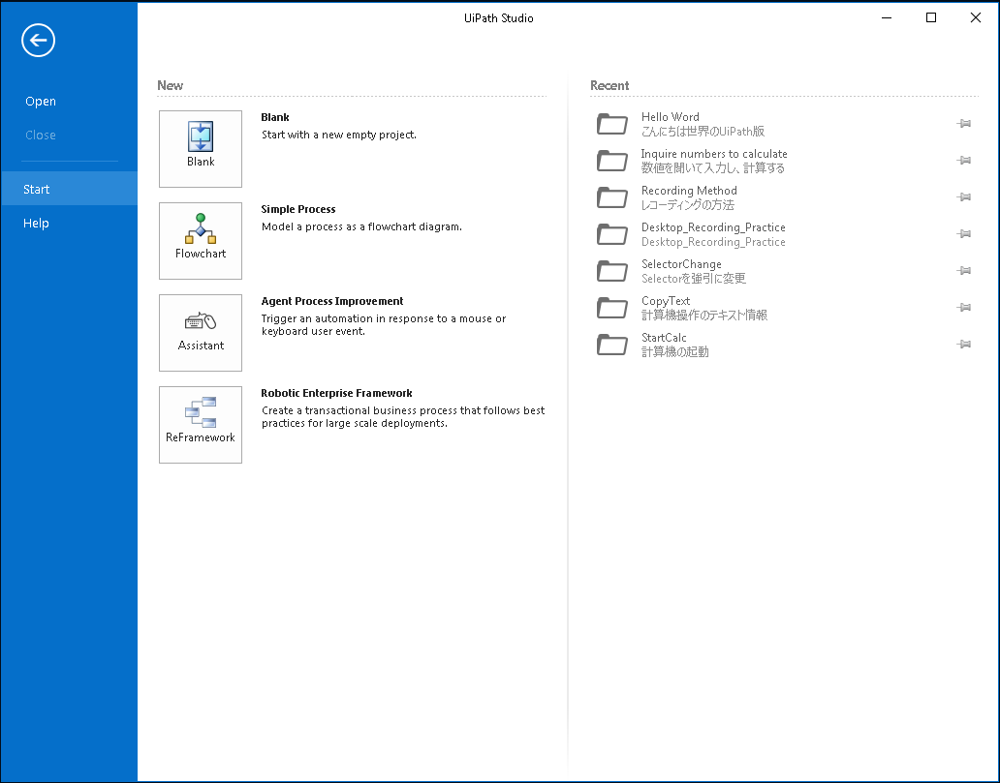 UiPath Studio
Open
Close
Start
Help
New
Blank
Blank
Start with a new empty project.
Flowchart
Simple Process
Model a process as a flowchart diagram.
Assistant
Agent Process Improvement
Trigger an automation in response to a mouse or
keyboard user event.
ReFramework
Robotic Enterprise Framework
Create a transactional business process that follows best
practices for large scale deployments.
Recent
Hello Word
こんにちは世界のUiPath版
Inquire numbers to calculate
数値を聞いて入力し、計算する
Recording Method
レコーディングの方法
Desktop_Recording_Practice
Desktop_Recording_Practice
SelectorChange
Selectorを強引に変更
CopyText
計算機操作のテキスト情報
StartCalc
計算機の起動